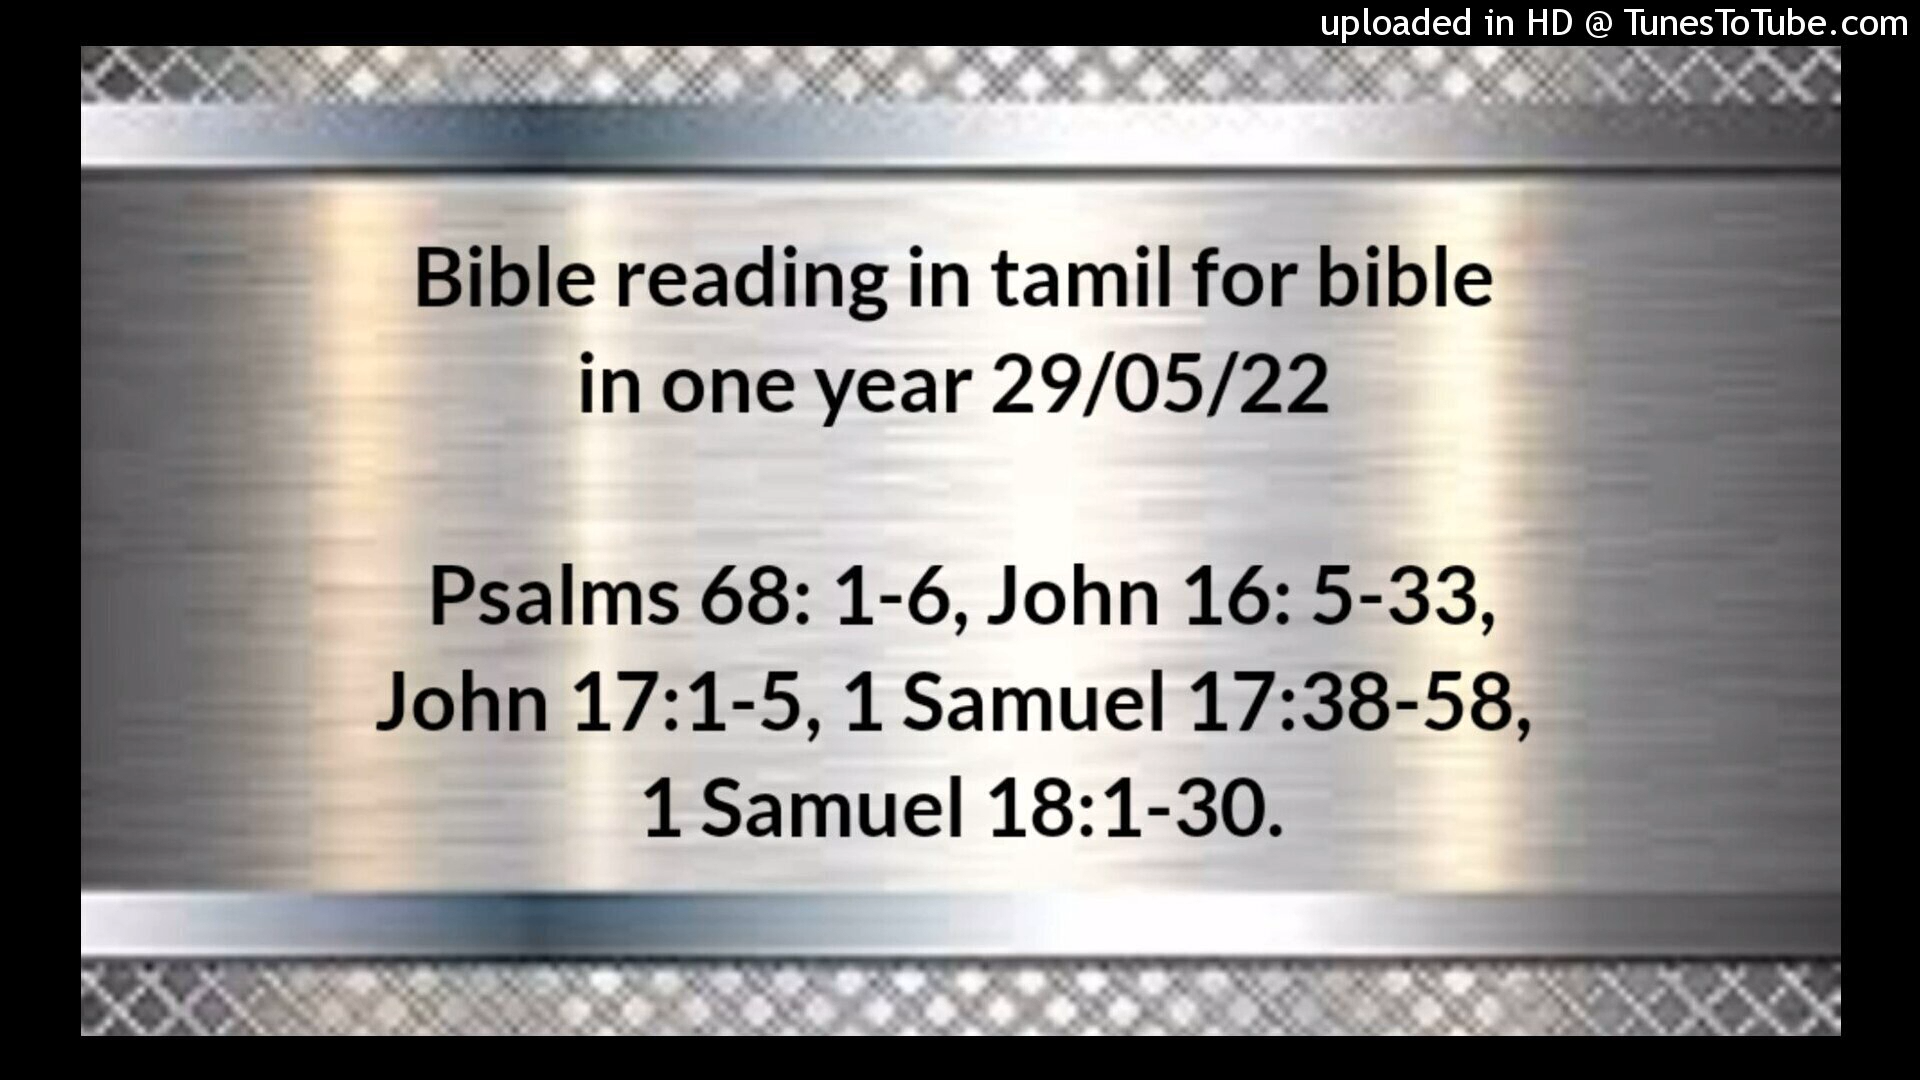 uploaded in HD @ TunesToTube.com
Bible reading in tamil for bible
in one year 29/05/22
Psalms 68: 1-6, John 16: 5-33,
John 17:1-5, 1 Samuel 17:38-58,
1 Samuel 18:1-30.